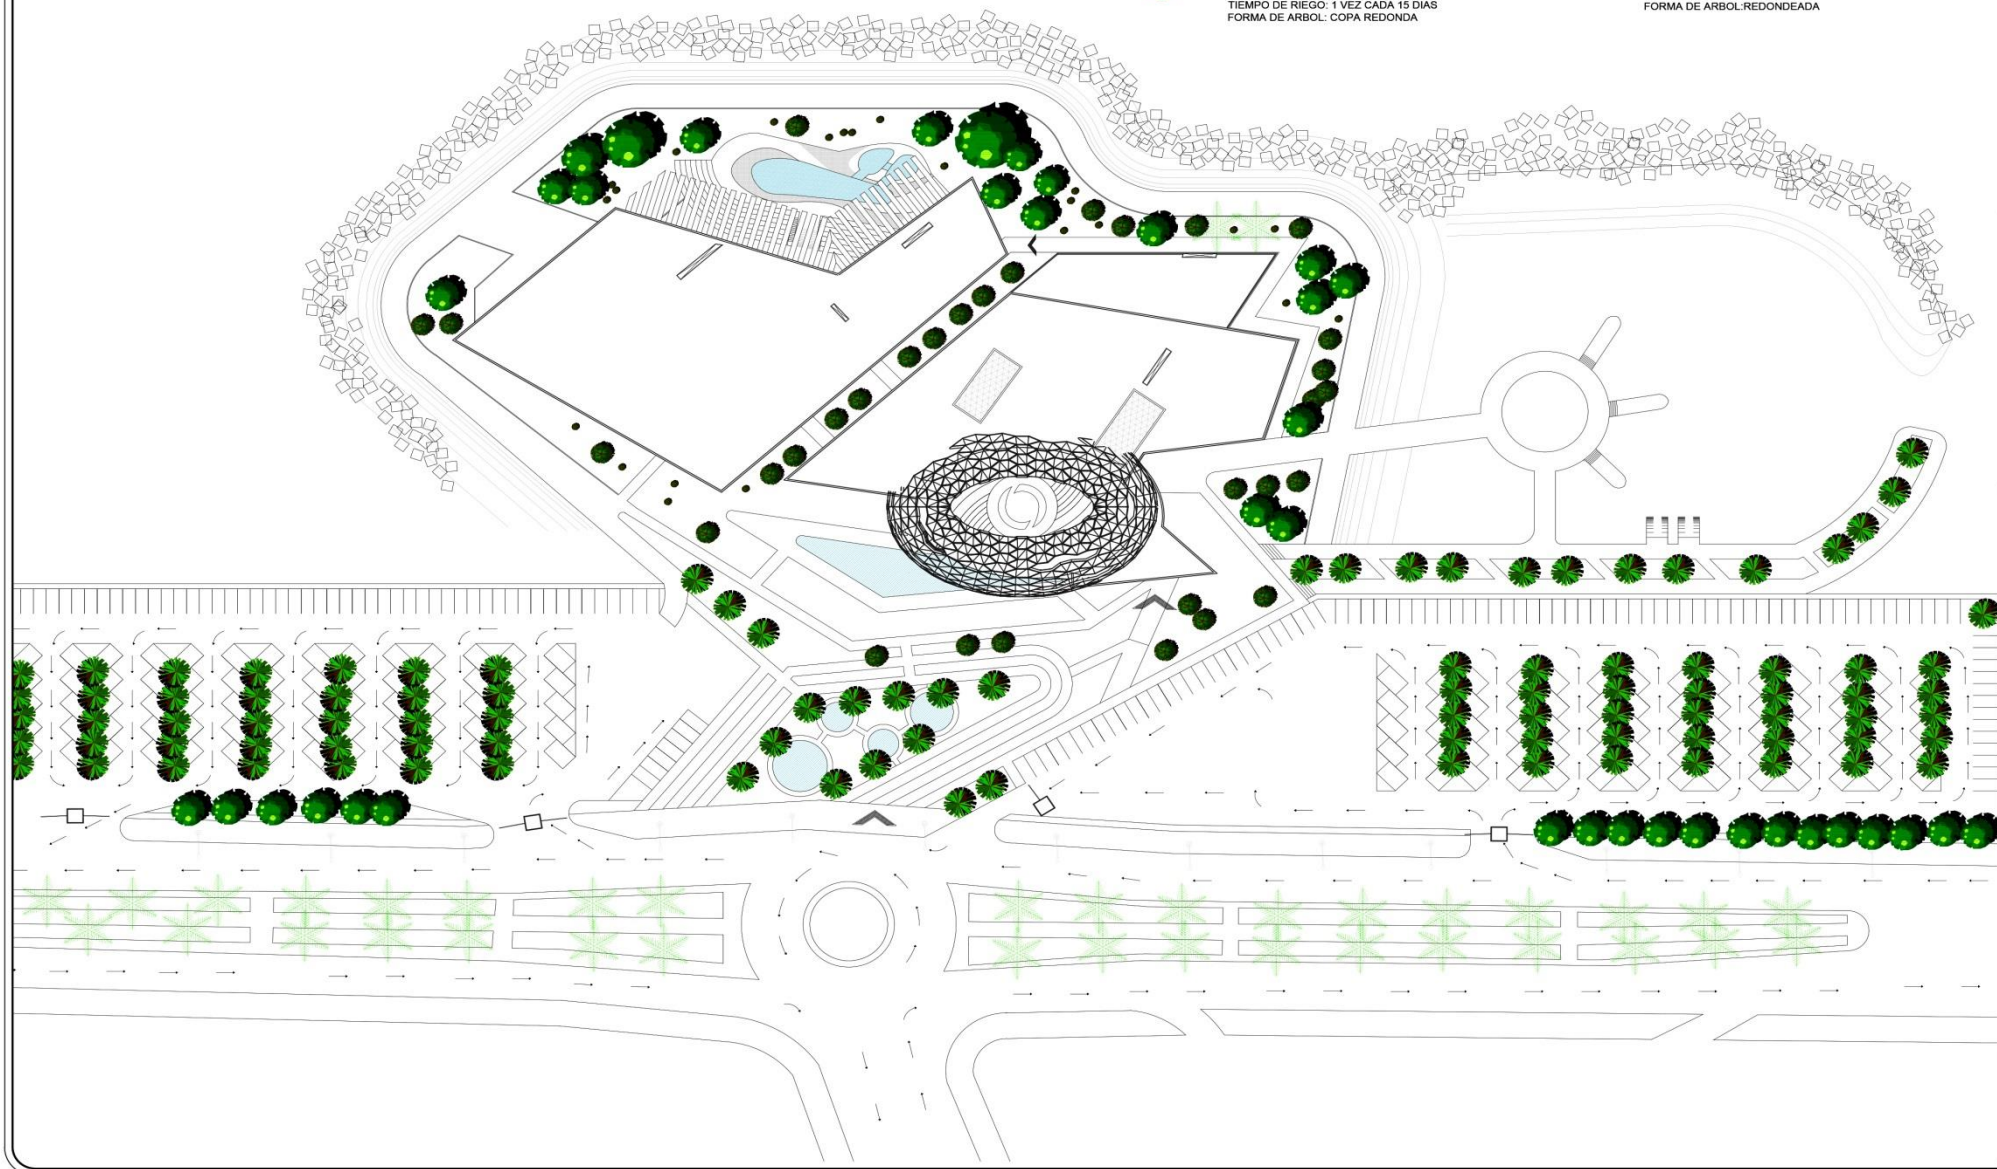 TIEMPO DE RIEGO: 1 VEZ CADA 15 DIAS
FORMA DE ARBOL: COPA REDONDA
FORMA DE ARBOL:REDONDEADA